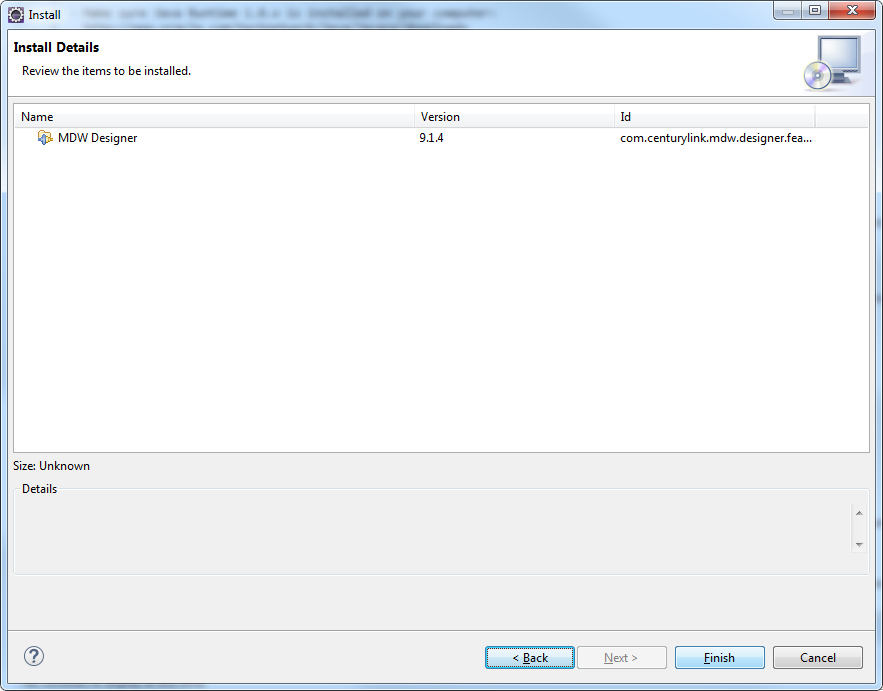 Install
Install Details
Review the items to be installed.
Name Version Id
MDW Designer 9.1.4 com.centurylink.mdw.designer.fea...
Size: Unknown
Details
< Back Next > Finish Cancel